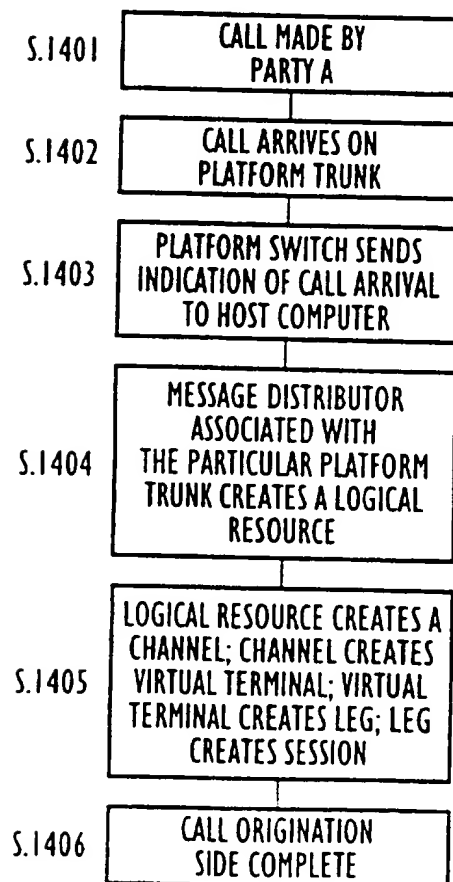 S.1401
CALL MADE BY
PARTY A
S.1402
CALL ARRIVES ON
PLATFORM TRUNK
S.1403
PLATFORM SWITCH SENDS
INDICATION OF CALL ARRIVAL
TO HOST COMPUTER
S.1404
MESSAGE DISTRIBUTOR
ASSOCIATED WITH
THE PARTICULAR PLATFORM
TRUNK CREATES A LOGICAL
RESOURCE
S.1405
LOGICAL RESOURCE CREATES A
CHANNEL; CHANNEL CREATES
VIRTUAL TERMINAL; VIRTUAL
TERMINAL CREATES LEG; LEG
CREATES SESSION
S.1406
CALL ORIGINATION
SIDE COMPLETE